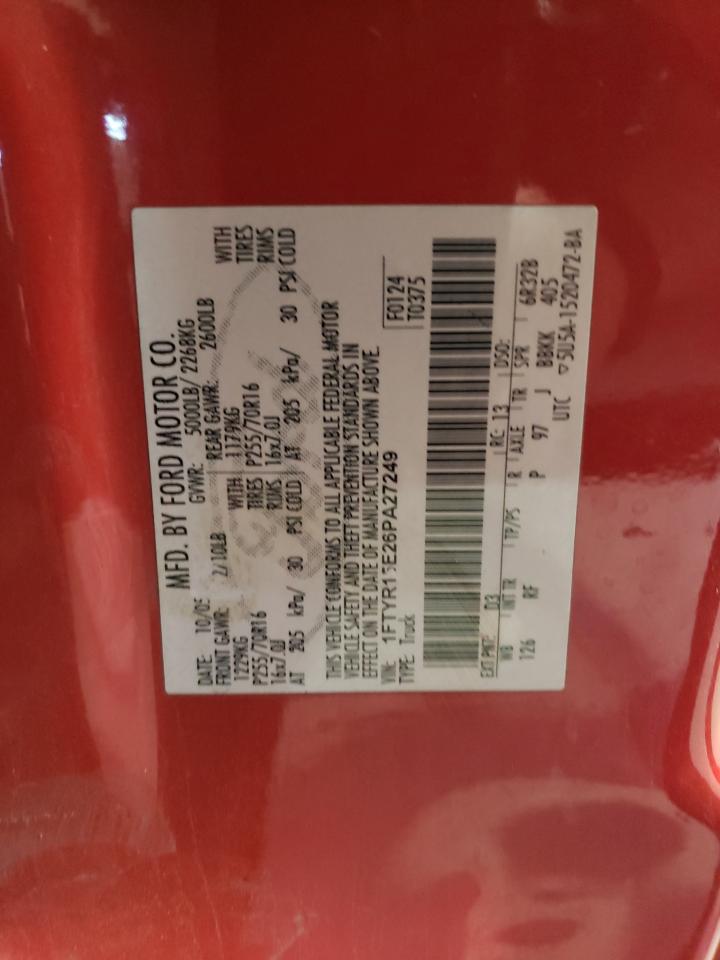 MFD. BY FORD MOTOR CO.
DATE: 10/05 GVWR: 5000LB/ 2268KG
FRONT GAWR: 2710LB REAR GAWR: 2600LB
1229KG WITH 1179KG WITH
P255/70R16 TIRES P255/70R16 TIRES
16x7.0J RIMS 16x7.0J RIMS
AT 205 kPa/ 30 PSI COLD AT 205 kPa/ 30 PSI COLD
THIS VEHICLE CONFORMS TO ALL APPLICABLE FEDERAL MOTOR
VEHICLE SAFETY AND THEFT PREVENTION STANDARDS IN
EFFECT ON THE DATE OF MANUFACTURE SHOWN ABOVE.
VIN: 1FTYR15E26PA27249 F0124
TYPE: Truck T0375
EXT PNT: D3 RC: 13 DSO:
WB INT TR TP/PS R AXLE TR SPR 6R32B
126 RF P 97 J BBKK 405
UTC ▽5U5A-1520472-BA